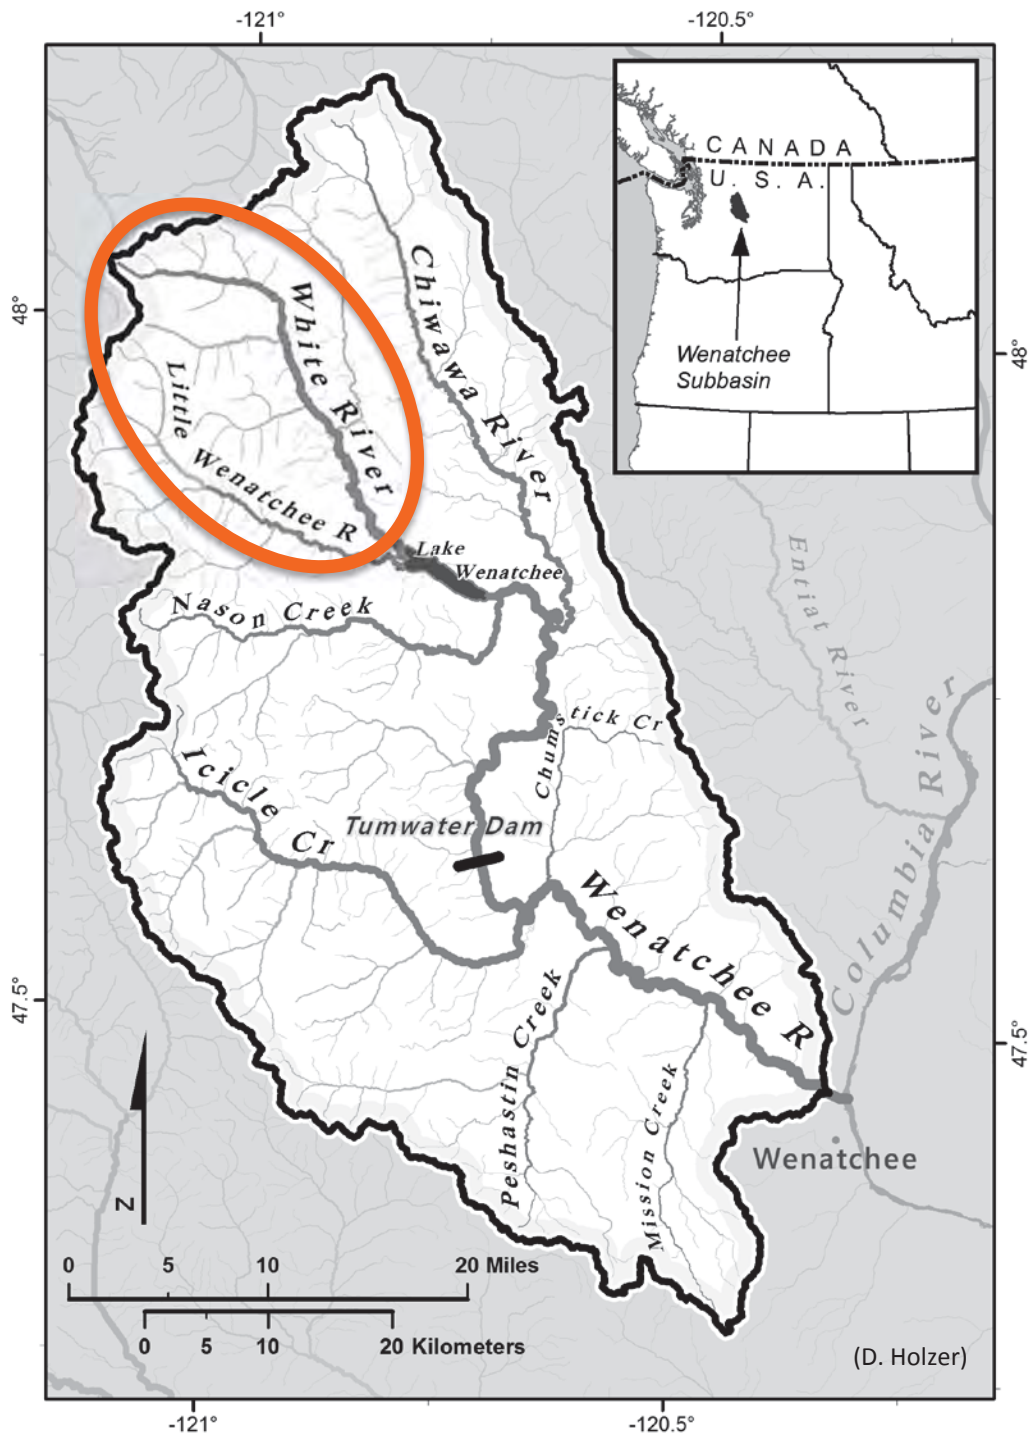 -121°
-120.5°
CANADA
U. S. A.
Wenatchee
Subbasin
48°
48°
White River
Chiwawa River
Little
Wenatchee R
Lake
Wenatchee
Nason Creek
Entiat River
Columbia River
Chumstick Cr
Icicle Cr
Tumwater Dam
Wenatchee R
47.5°
47.5°
Peshastin Creek
Mission Creek
Wenatchee
N
0 5 10 20 Miles
0 5 10 20 Kilometers
(D. Holzer)
-121°
-120.5°